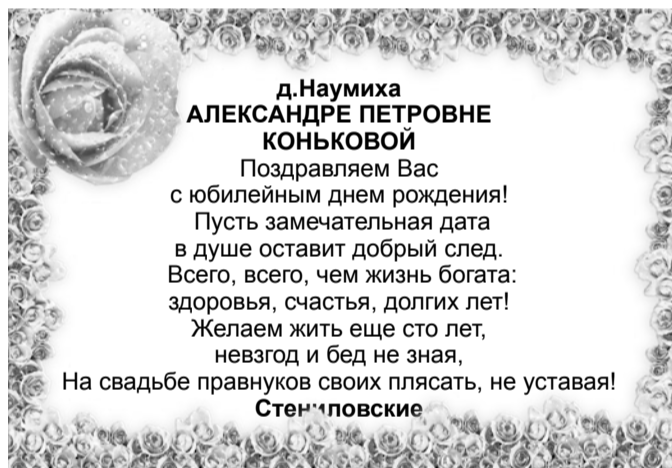 д.Наумиха
АЛЕКСАНДРЕ ПЕТРОВНЕ
КОНЬКОВОЙ
Поздравляем Вас
с юбилейным днем рождения!
Пусть замечательная дата
в душе оставит добрый след.
Всего, всего, чем жизнь богата:
здоровья, счастья, долгих лет!
Желаем жить еще сто лет,
невзгод и бед не зная,
На свадьбе правнуков своих плясать, не уставая!
Стениловские